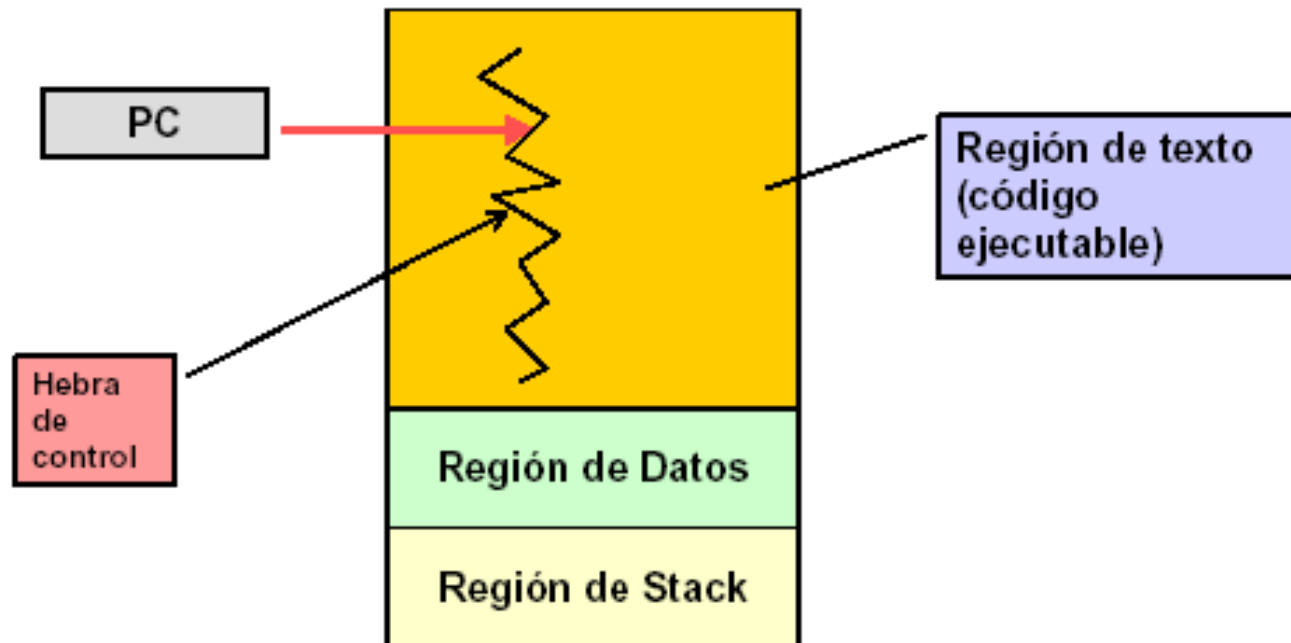 PC
Región de texto
(código
ejecutable)
Hebra
de
control
Región de Datos
Región de Stack